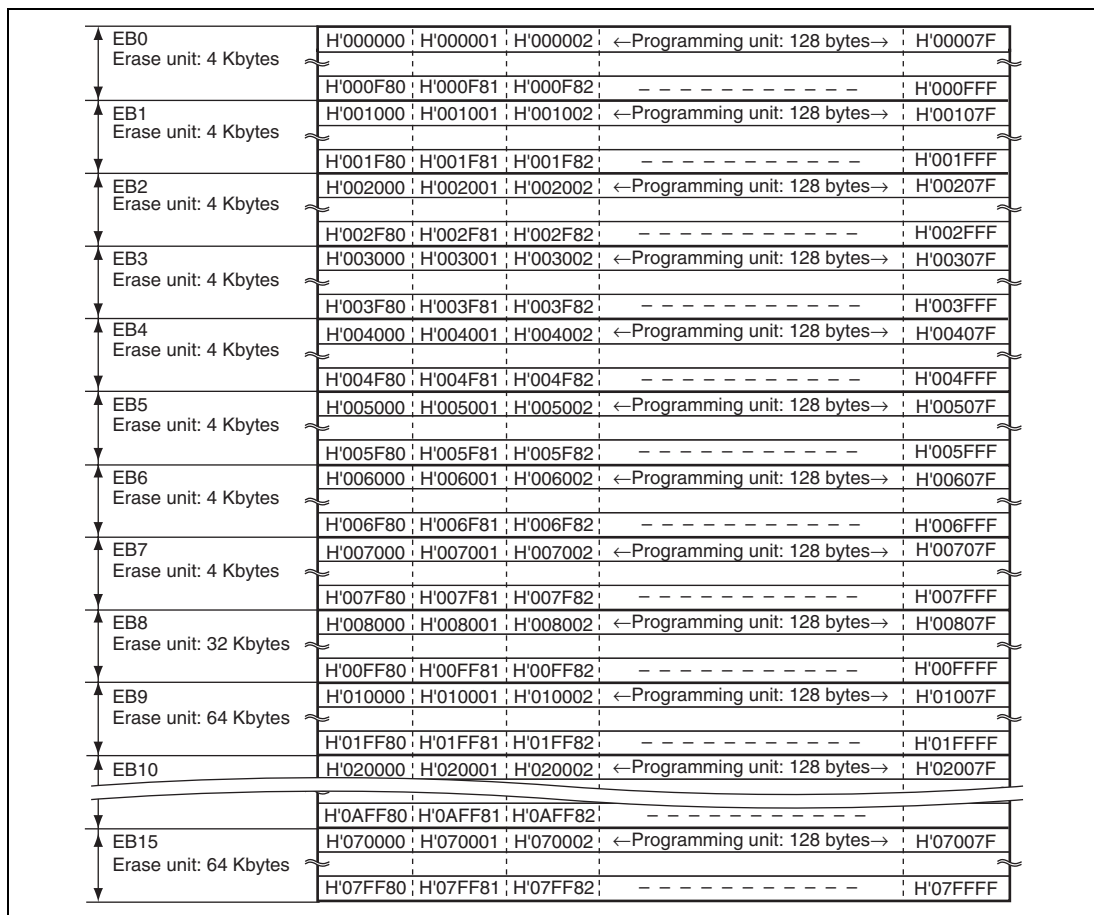 EB0 H'000000 H'000001 H'000002 ←Programming unit: 128 bytes→ H'00007F
Erase unit: 4 Kbytes
H'000F80 H'000F81 H'000F82 – – – – – – – – – – – H'000FFF
EB1 H'001000 H'001001 H'001002 ←Programming unit: 128 bytes→ H'00107F
Erase unit: 4 Kbytes
H'001F80 H'001F81 H'001F82 – – – – – – – – – – – H'001FFF
EB2 H'002000 H'002001 H'002002 ←Programming unit: 128 bytes→ H'00207F
Erase unit: 4 Kbytes
H'002F80 H'002F81 H'002F82 – – – – – – – – – – – H'002FFF
EB3 H'003000 H'003001 H'003002 ←Programming unit: 128 bytes→ H'00307F
Erase unit: 4 Kbytes
H'003F80 H'003F81 H'003F82 – – – – – – – – – – – H'003FFF
EB4 H'004000 H'004001 H'004002 ←Programming unit: 128 bytes→ H'00407F
Erase unit: 4 Kbytes
H'004F80 H'004F81 H'004F82 – – – – – – – – – – – H'004FFF
EB5 H'005000 H'005001 H'005002 ←Programming unit: 128 bytes→ H'00507F
Erase unit: 4 Kbytes
H'005F80 H'005F81 H'005F82 – – – – – – – – – – – H'005FFF
EB6 H'006000 H'006001 H'006002 ←Programming unit: 128 bytes→ H'00607F
Erase unit: 4 Kbytes
H'006F80 H'006F81 H'006F82 – – – – – – – – – – – H'006FFF
EB7 H'007000 H'007001 H'007002 ←Programming unit: 128 bytes→ H'00707F
Erase unit: 4 Kbytes
H'007F80 H'007F81 H'007F82 – – – – – – – – – – – H'007FFF
EB8 H'008000 H'008001 H'008002 ←Programming unit: 128 bytes→ H'00807F
Erase unit: 32 Kbytes
H'00FF80 H'00FF81 H'00FF82 – – – – – – – – – – – H'00FFFF
EB9 H'010000 H'010001 H'010002 ←Programming unit: 128 bytes→ H'01007F
Erase unit: 64 Kbytes
H'01FF80 H'01FF81 H'01FF82 – – – – – – – – – – – H'01FFFF
EB10 H'020000 H'020001 H'020002 ←Programming unit: 128 bytes→ H'02007F
H'0AFF80 H'0AFF81 H'0AFF82 – – – – – – – – – – –
EB15 H'070000 H'070001 H'070002 ←Programming unit: 128 bytes→ H'07007F
Erase unit: 64 Kbytes
H'07FF80 H'07FF81 H'07FF82 – – – – – – – – – – – H'07FFFF